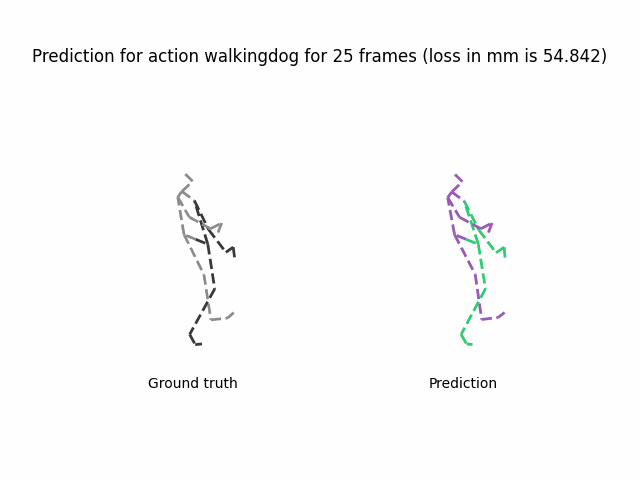 Prediction for action walkingdog for 25 frames (loss in mm is 54.842)
Ground truth
Prediction